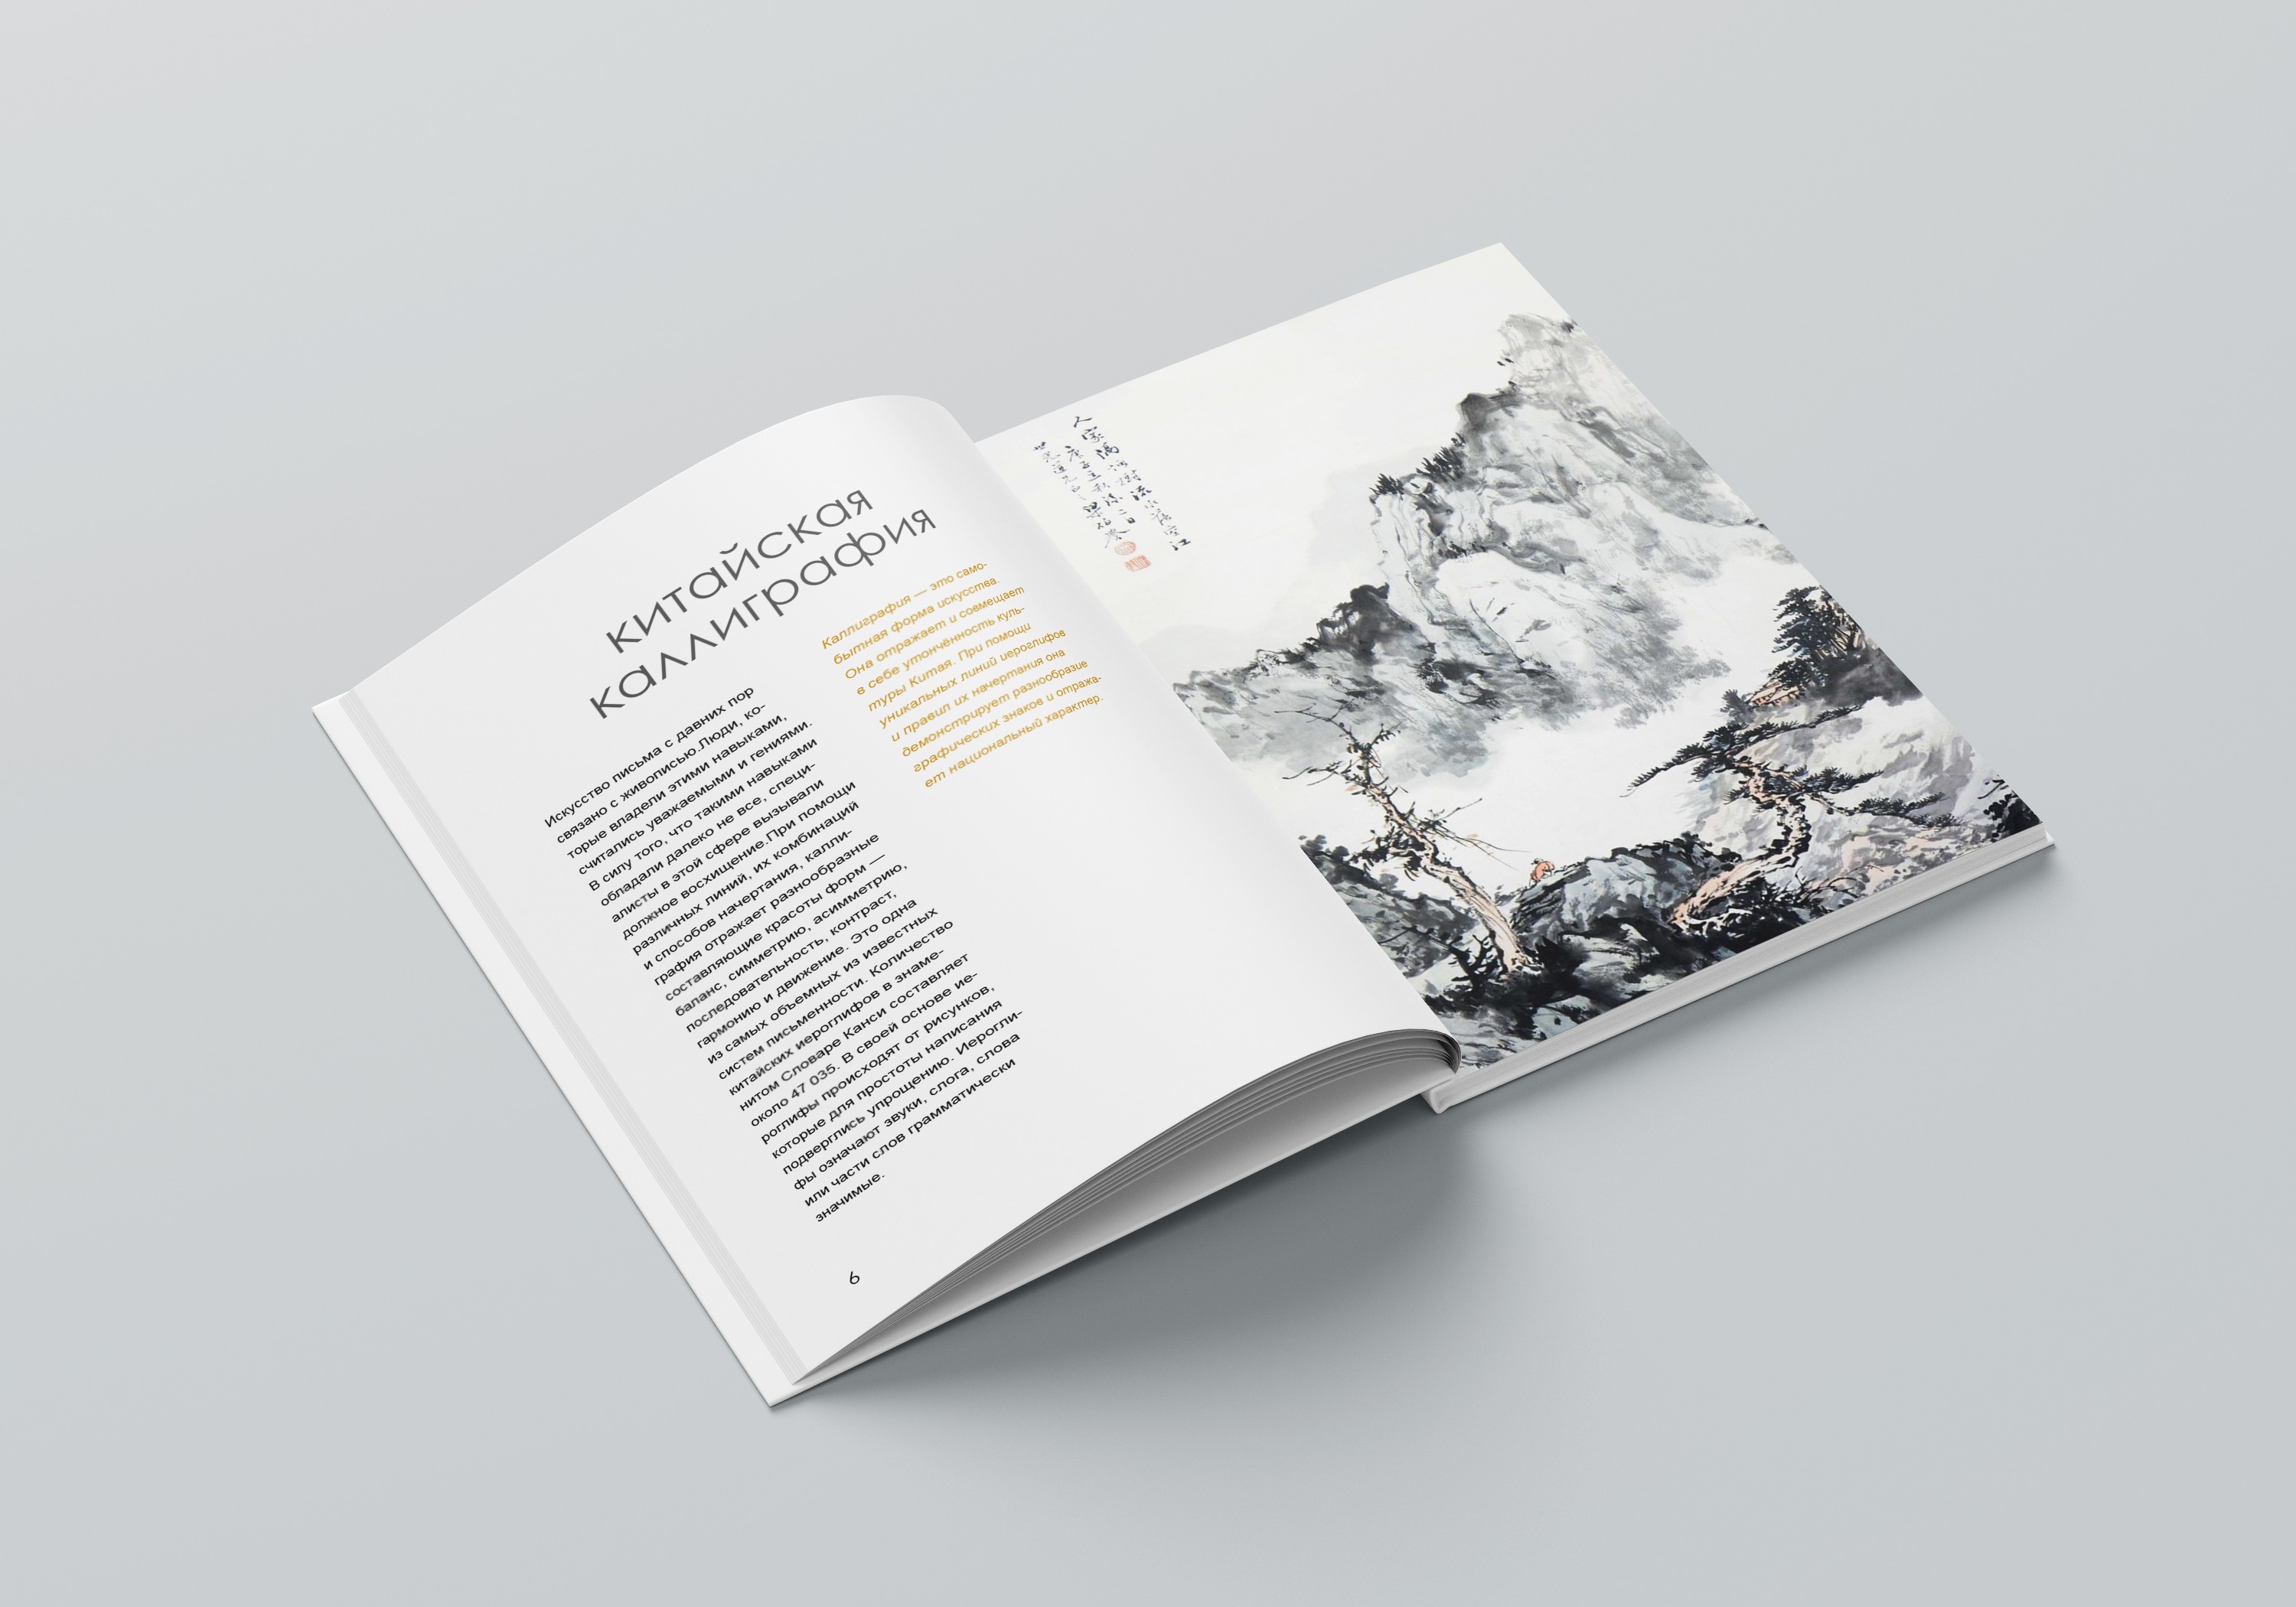 китайская
каллиграфия
Искусство письма с давних пор
связано с живописью.Люди, ко-
торые владели этими навыками,
считались уважаемыми и гениями.
В силу того, что такими навыками
обладали далеко не все, специ-
алисты в этой сфере вызывали
должное восхищение.При помощи
различных линий, их комбинаций
и способов начертания, калли-
графия отражает разнообразные
составляющие красоты форм —
баланс, симметрию, асимметрию,
последовательность, контраст,
гармонию и движение. Это одна
из самых объемных из известных
систем письменности. Количество
китайских иероглифов в знаме-
нитом Словаре Канси составляет
около 47 035. В своей основе ие-
роглифы происходят от рисунков,
которые для простоты написания
подверглись упрощению. Иерогли-
фы означают звуки, слога, слова
или части слов грамматически
значимые.
Каллиграфия — это само-
бытная форма искусства.
Она отражает и совмещает
в себе утончённость куль-
туры Китая. При помощи
уникальных линий иероглифов
и правил их начертания она
демонстрирует разнообразие
графических знаков и отража-
ет национальный характер.
6
人家隔